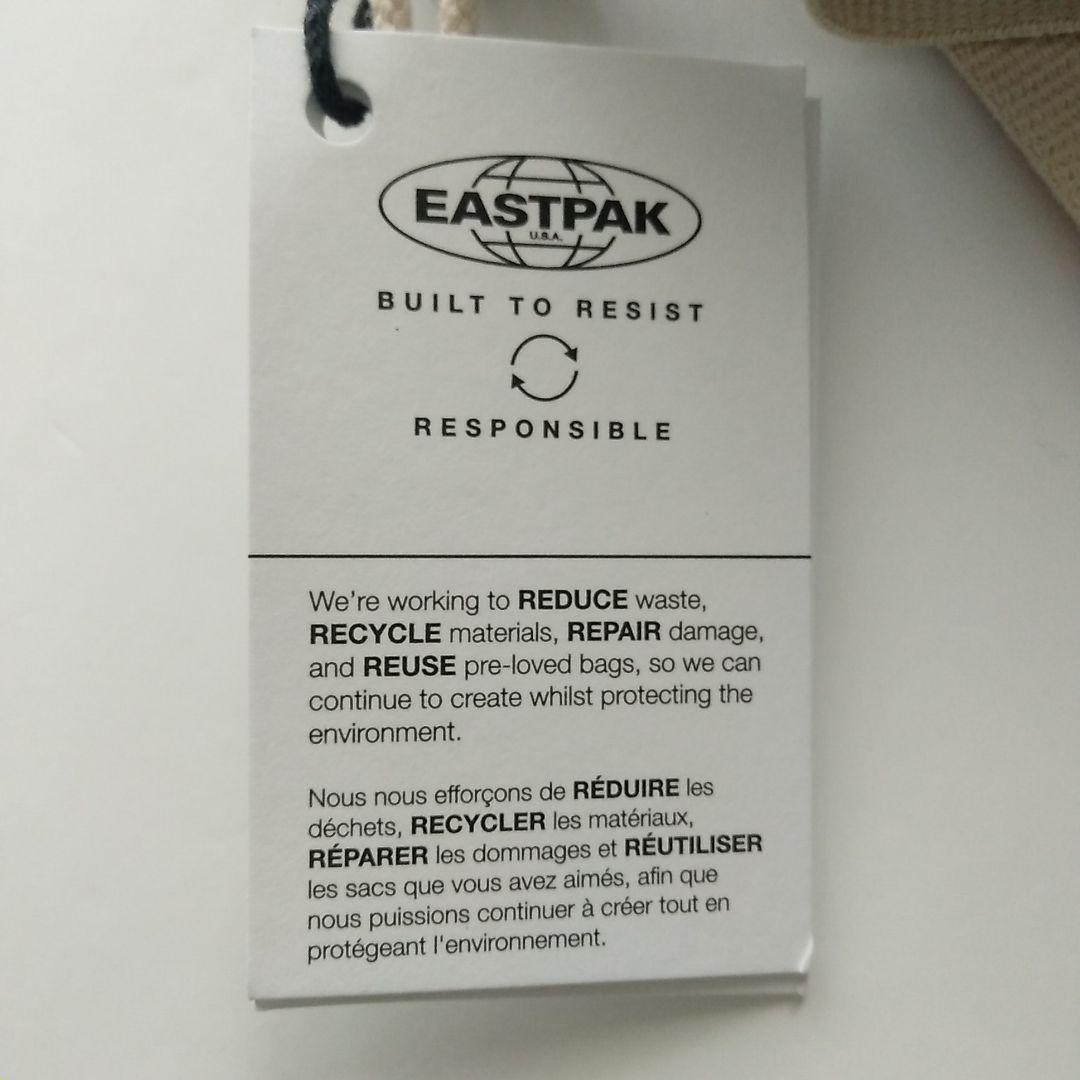 EASTPAK
U.S.A.
BUILT TO RESIST
RESPONSIBLE
We're working to REDUCE waste,
RECYCLE materials, REPAIR damage,
and REUSE pre-loved bags, so we can
continue to create whilst protecting the
environment.
Nous nous efforçons de RÉDUIRE les
déchets, RECYCLER les matériaux,
RÉPARER les dommages et RÉUTILISER
les sacs que vous avez aimés, afin que
nous puissions continuer à créer tout en
protégeant l'environnement.